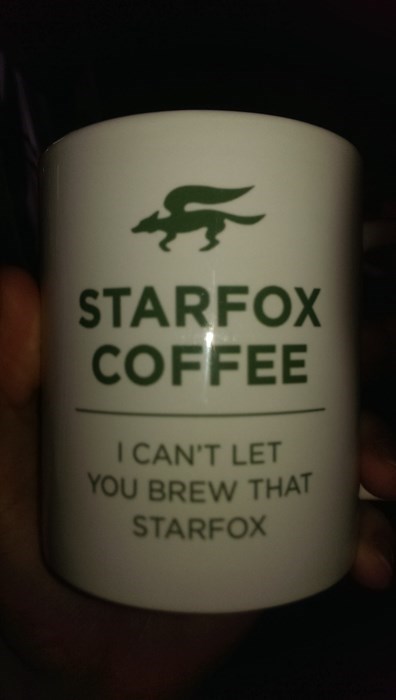 STARFOX
COFFEE
I CAN'T LET
YOU BREW THAT
STARFOX